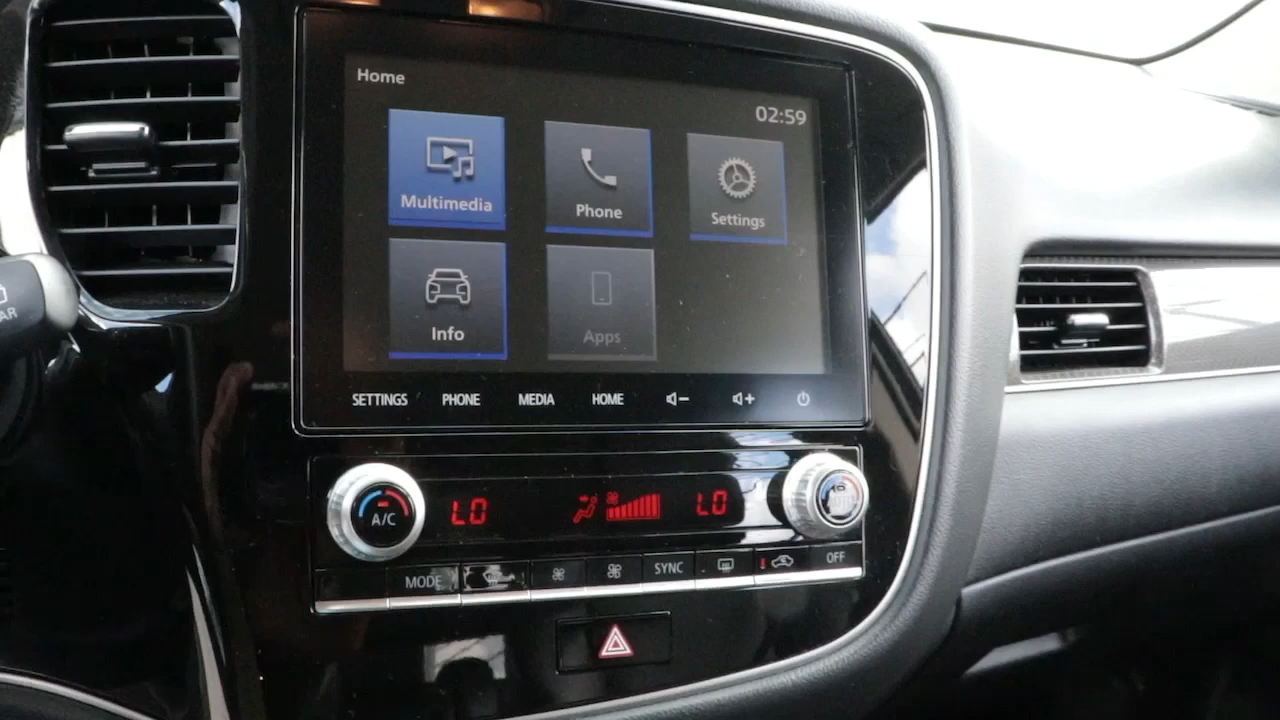 Home
02:59
Multimedia
Phone
Settings
Info
Apps
SETTINGS PHONE MEDIA HOME
A/C
LO
LO
MODE
SYNC
OFF